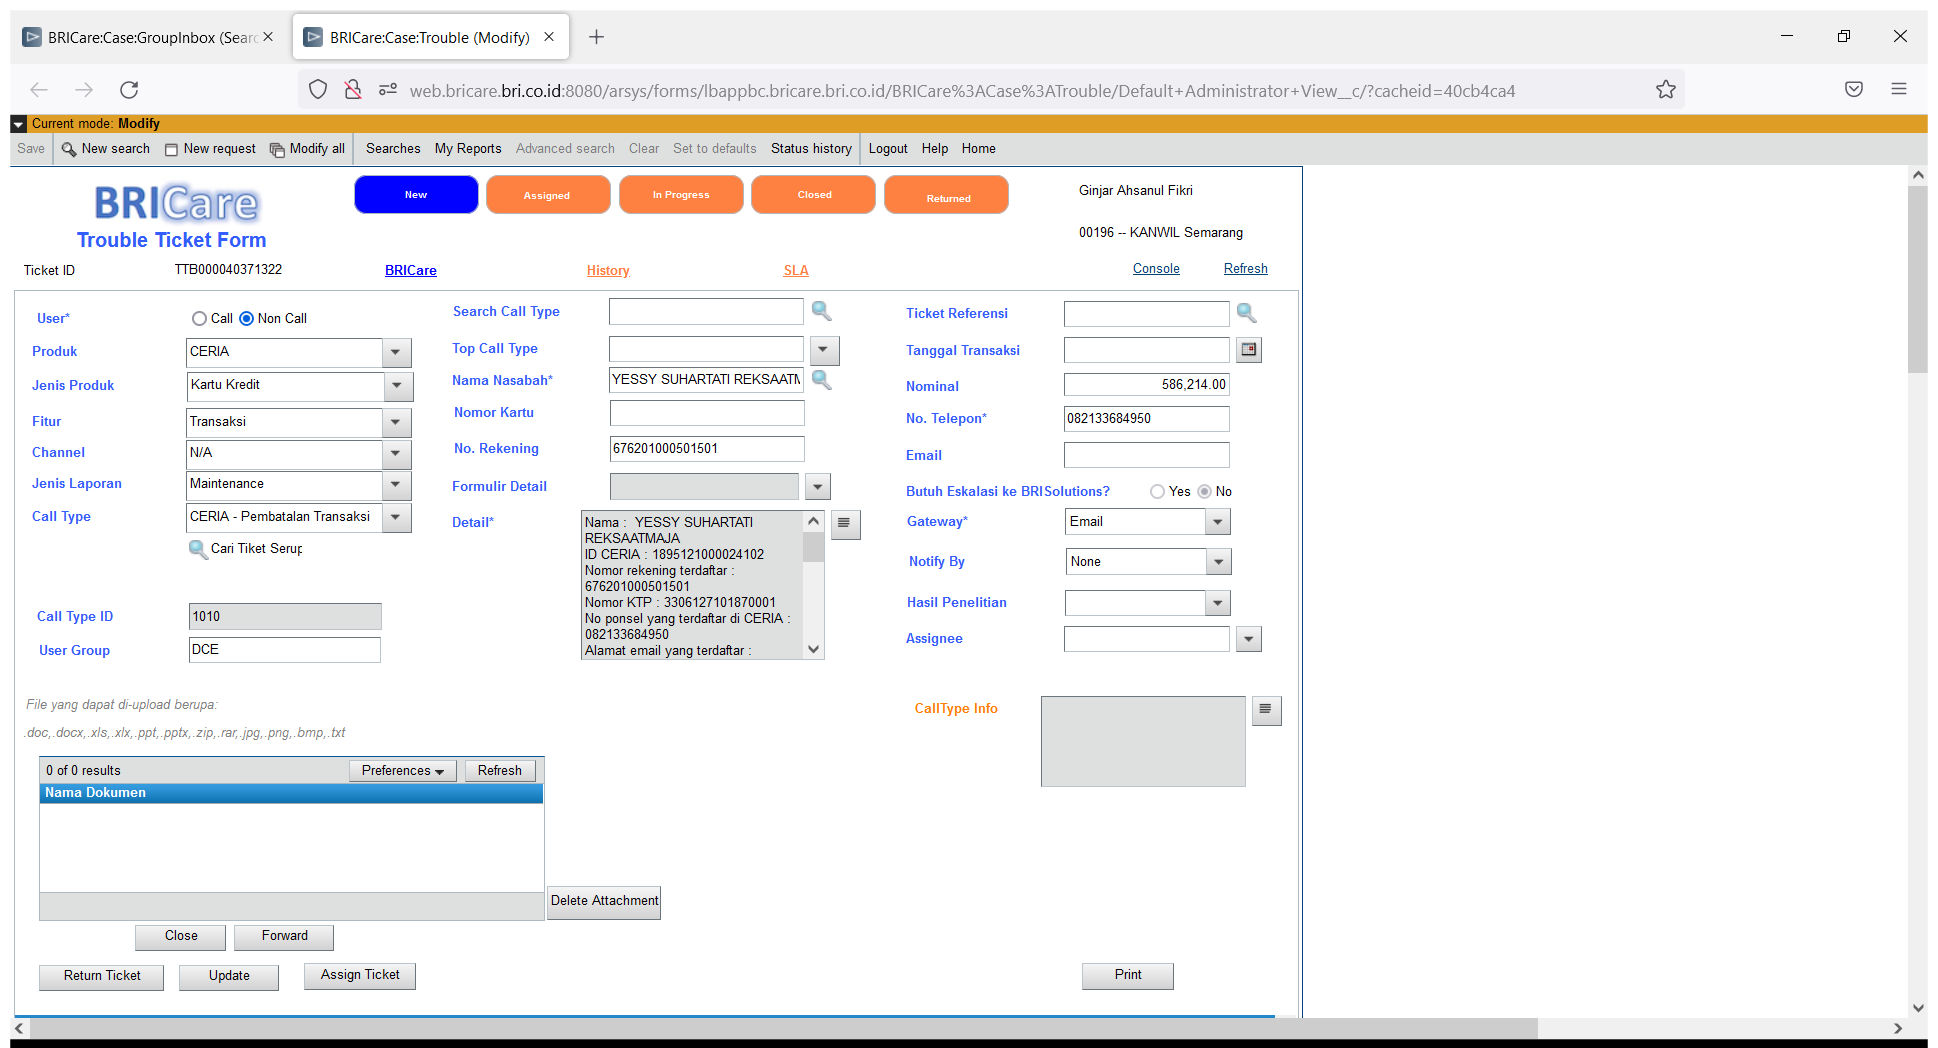 BRICare:Case:GroupInbox (Sear
BRICare:Case:Trouble (Modify)
web.bricare.bri.co.id:8080/arsys/forms/lbappbc.bricare.bri.co.id/BRICare%3ACase%3ATrouble/Default+Administrator+View__c/?cacheid=40cb4ca4
Current mode: Modify
Save New search New request Modify all Searches My Reports Advanced search Clear Set to defaults Status history Logout Help Home
BRICare
Trouble Ticket Form
New Assigned In Progress Closed Returned
Ginjar Ahsanul Fikri
00196 -- KANWIL Semarang
Ticket ID TTB000040371322 BRICare History SLA Console Refresh
User* Call Non Call
Produk CERIA
Jenis Produk Kartu Kredit
Fitur Transaksi
Channel N/A
Jenis Laporan Maintenance
Call Type CERIA - Pembatalan Transaksi
Cari Tiket Serup
Call Type ID 1010
User Group DCE
Search Call Type
Top Call Type
Nama Nasabah* YESSY SUHARTATI REKSAATM
Nomor Kartu
No. Rekening 676201000501501
Formulir Detail
Detail* Nama : YESSY SUHARTATI
REKSAATMAJA
ID CERIA : 1895121000024102
Nomor rekening terdaftar :
676201000501501
Nomor KTP : 3306127101870001
No ponsel yang terdaftar di CERIA :
082133684950
Alamat email yang terdaftar :
Ticket Referensi
Tanggal Transaksi
Nominal 586,214.00
No. Telepon* 082133684950
Email
Butuh Eskalasi ke BRISolutions? Yes No
Gateway* Email
Notify By None
Hasil Penelitian
Assignee
CallType Info
File yang dapat di-upload berupa:
.doc,.docx,.xls,.xlx,.ppt,.pptx,.zip,.rar,.jpg,.png,.bmp,.txt
0 of 0 results Preferences Refresh
Nama Dokumen
Delete Attachment
Close Forward
Return Ticket Update Assign Ticket Print